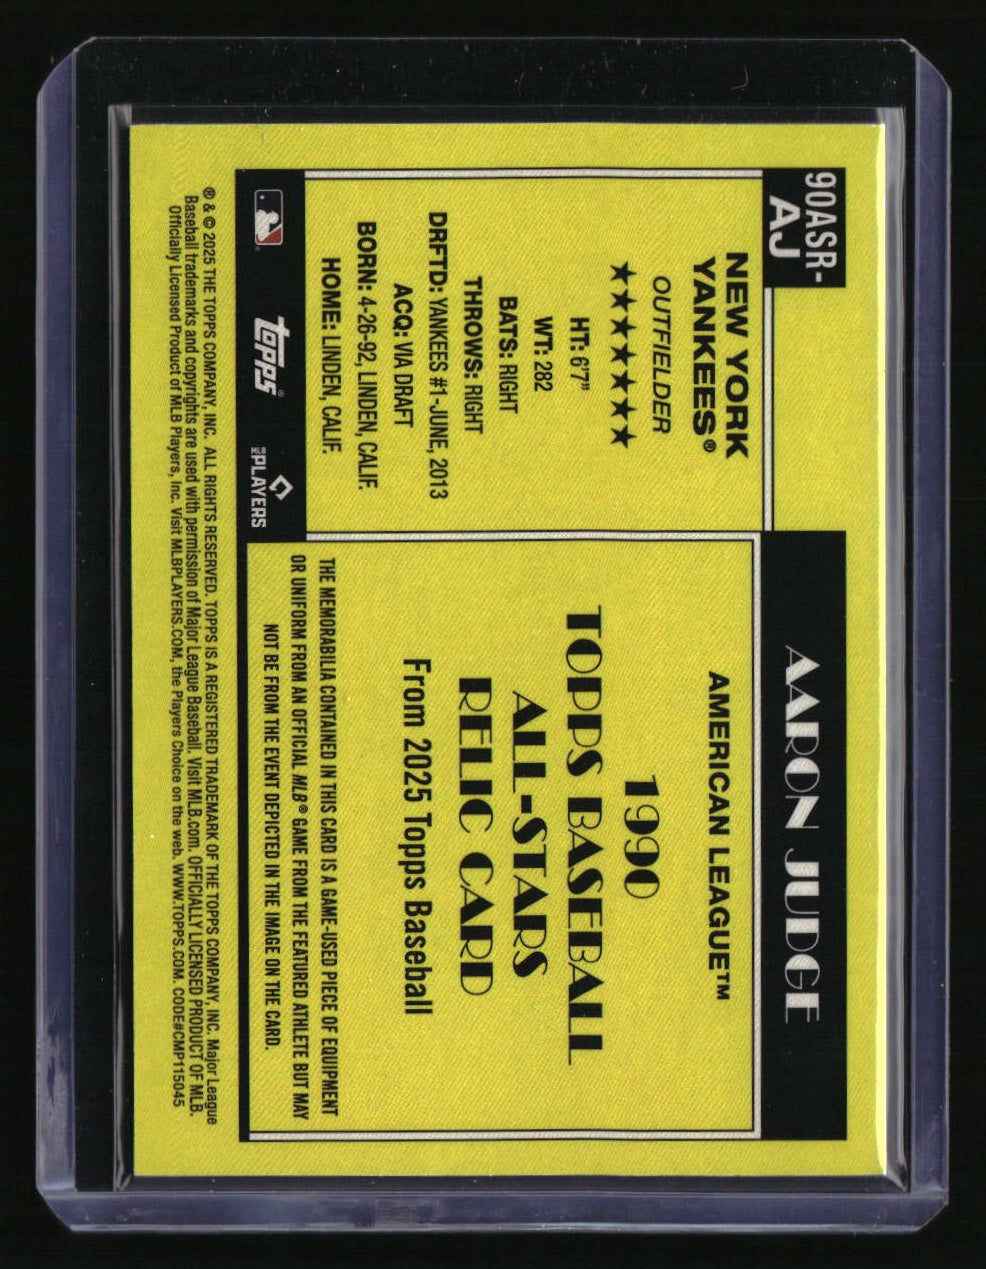 90ASR-
AJ
AARON JUDGE
NEW YORK
YANKEES®
OUTFIELDER
★★★★★★★
HT: 6'7"
WT: 282
BATS: RIGHT
THROWS: RIGHT
DRFTD: YANKEES #1-JUNE, 2013
ACQ: VIA DRAFT
BORN: 4-26-92, LINDEN, CALIF.
HOME: LINDEN, CALIF.
topps®
MLB PLAYERS
AMERICAN LEAGUE™
1990
TOPPS BASEBALL
ALL-STARS
RELIC CARD
From 2025 Topps Baseball
THE MEMORABILIA CONTAINED IN THIS CARD IS A GAME-USED PIECE OF EQUIPMENT
OR UNIFORM FROM AN OFFICIAL MLB® GAME FROM THE FEATURED ATHLETE BUT MAY
NOT BE FROM THE EVENT DEPICTED IN THE IMAGE ON THE CARD.
® & © 2025 THE TOPPS COMPANY, INC. ALL RIGHTS RESERVED. TOPPS IS A REGISTERED TRADEMARK OF THE TOPPS COMPANY, INC. Major League
Baseball trademarks and copyrights are used with permission of Major League Baseball. Visit MLB.com. OFFICIALLY LICENSED PRODUCT OF MLB.
Officially Licensed Product of MLB Players, Inc. Visit MLBPLAYERS.COM, the Players Choice on the web. WWW.TOPPS.COM. CODE#CMP115045